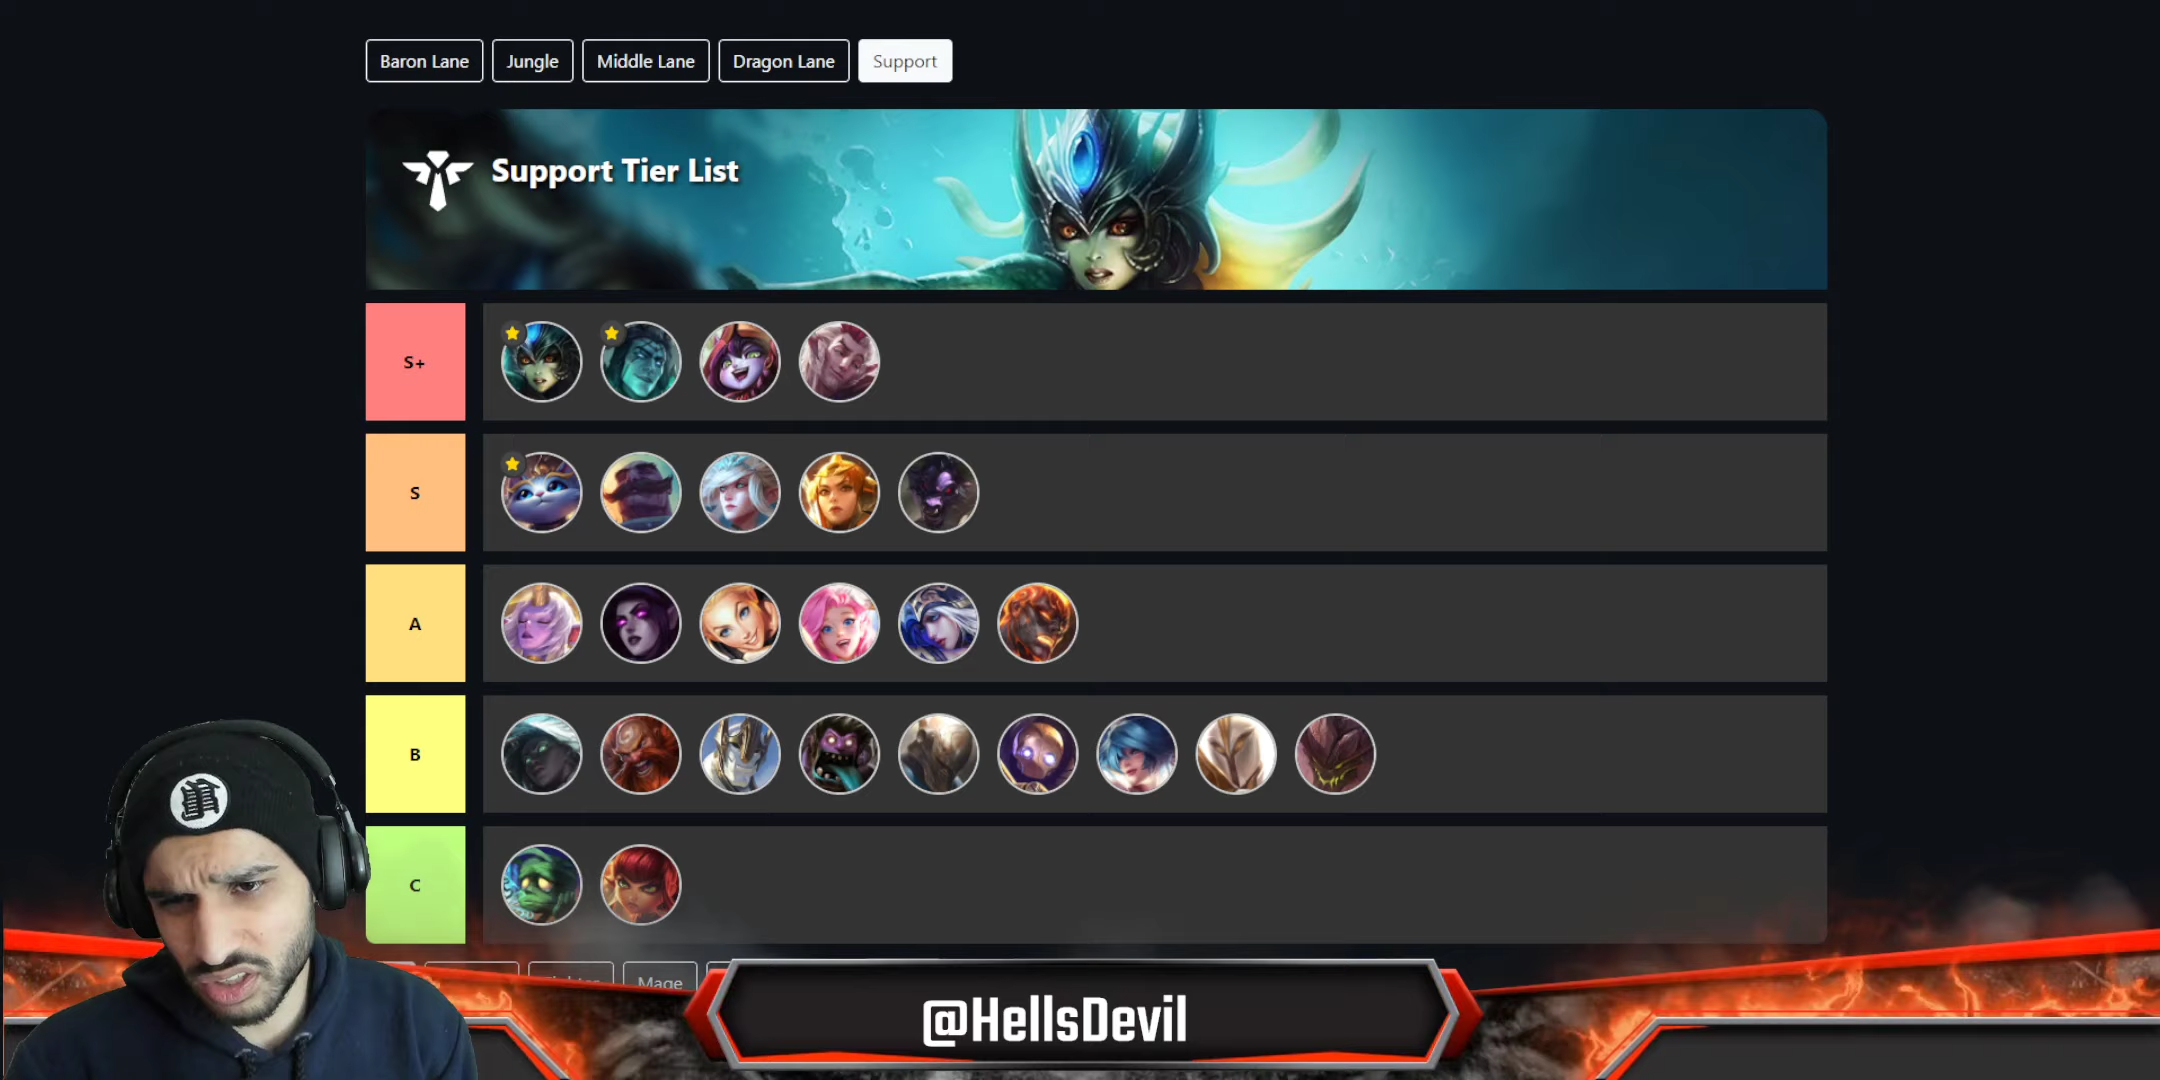 Baron Lane
Jungle
Middle Lane
Dragon Lane
Support
Support Tier List
S+
S
A
B
C
Mage
@HellsDevil